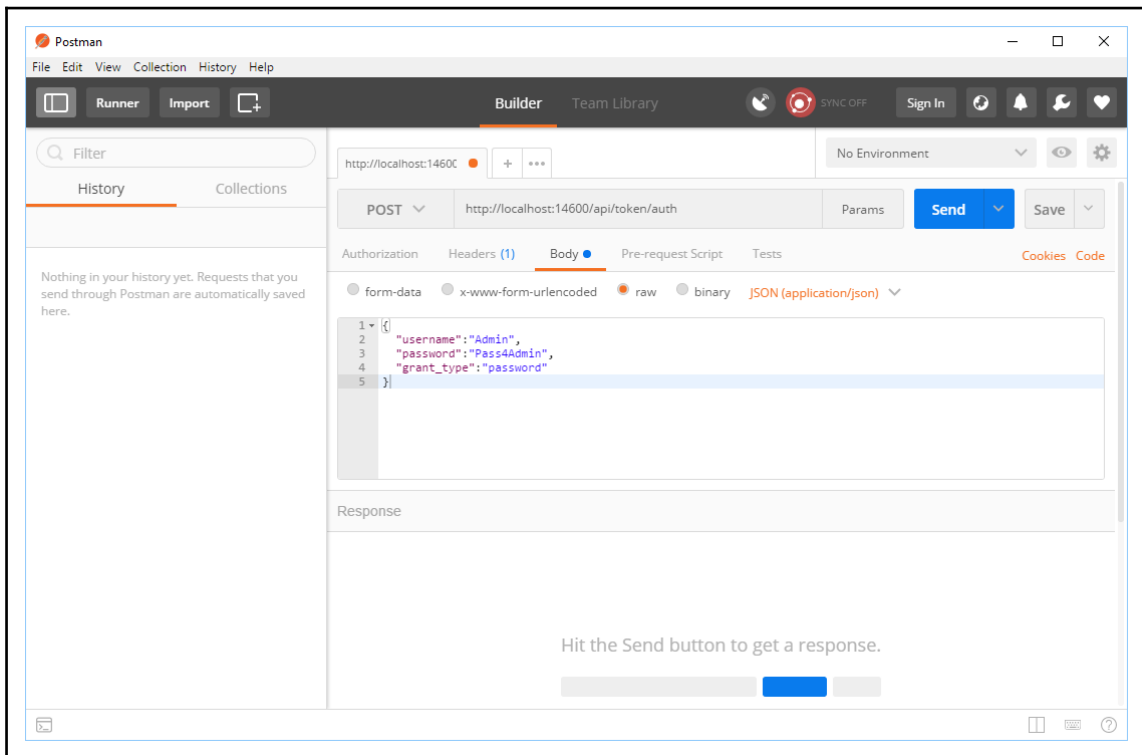 Postman
File Edit View Collection History Help
Runner Import Builder Team Library SYNC OFF Sign In
Filter
History Collections
Nothing in your history yet. Requests that you
send through Postman are automatically saved
here.
http://localhost:1460 + •••
No Environment
POST http://localhost:14600/api/token/auth Params Send Save
Authorization Headers (1) Body Pre-request Script Tests Cookies Code
form-data x-www-form-urlencoded raw binary JSON (application/json)
1 {
2 "username":"Admin",
3 "password":"Pass4Admin",
4 "grant_type":"password"
5 }
Response
Hit the Send button to get a response.